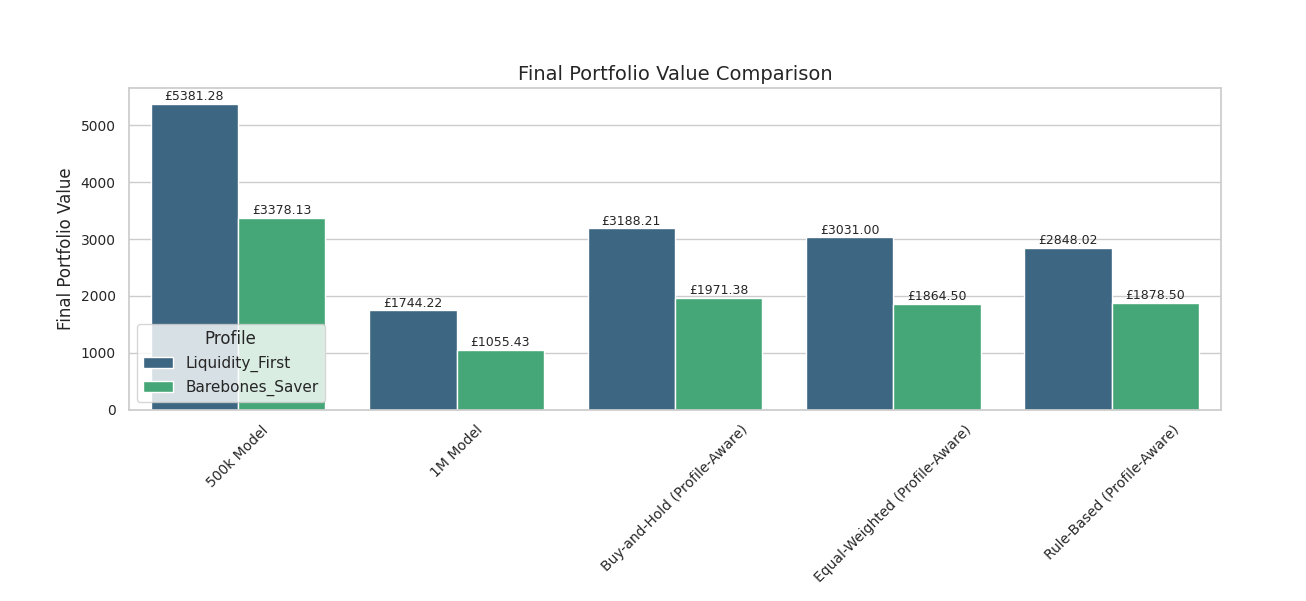 Final Portfolio Value Comparison
Final Portfolio Value
5000
4000
3000
2000
1000
0
£5381.28
£3378.13
£1744.22
£1055.43
£3188.21
£1971.38
£3031.00
£1864.50
£2848.02
£1878.50
Profile
Liquidity_First
Barebones_Saver
500k Model
1M Model
Buy-and-Hold (Profile-Aware)
Equal-Weighted (Profile-Aware)
Rule-Based (Profile-Aware)